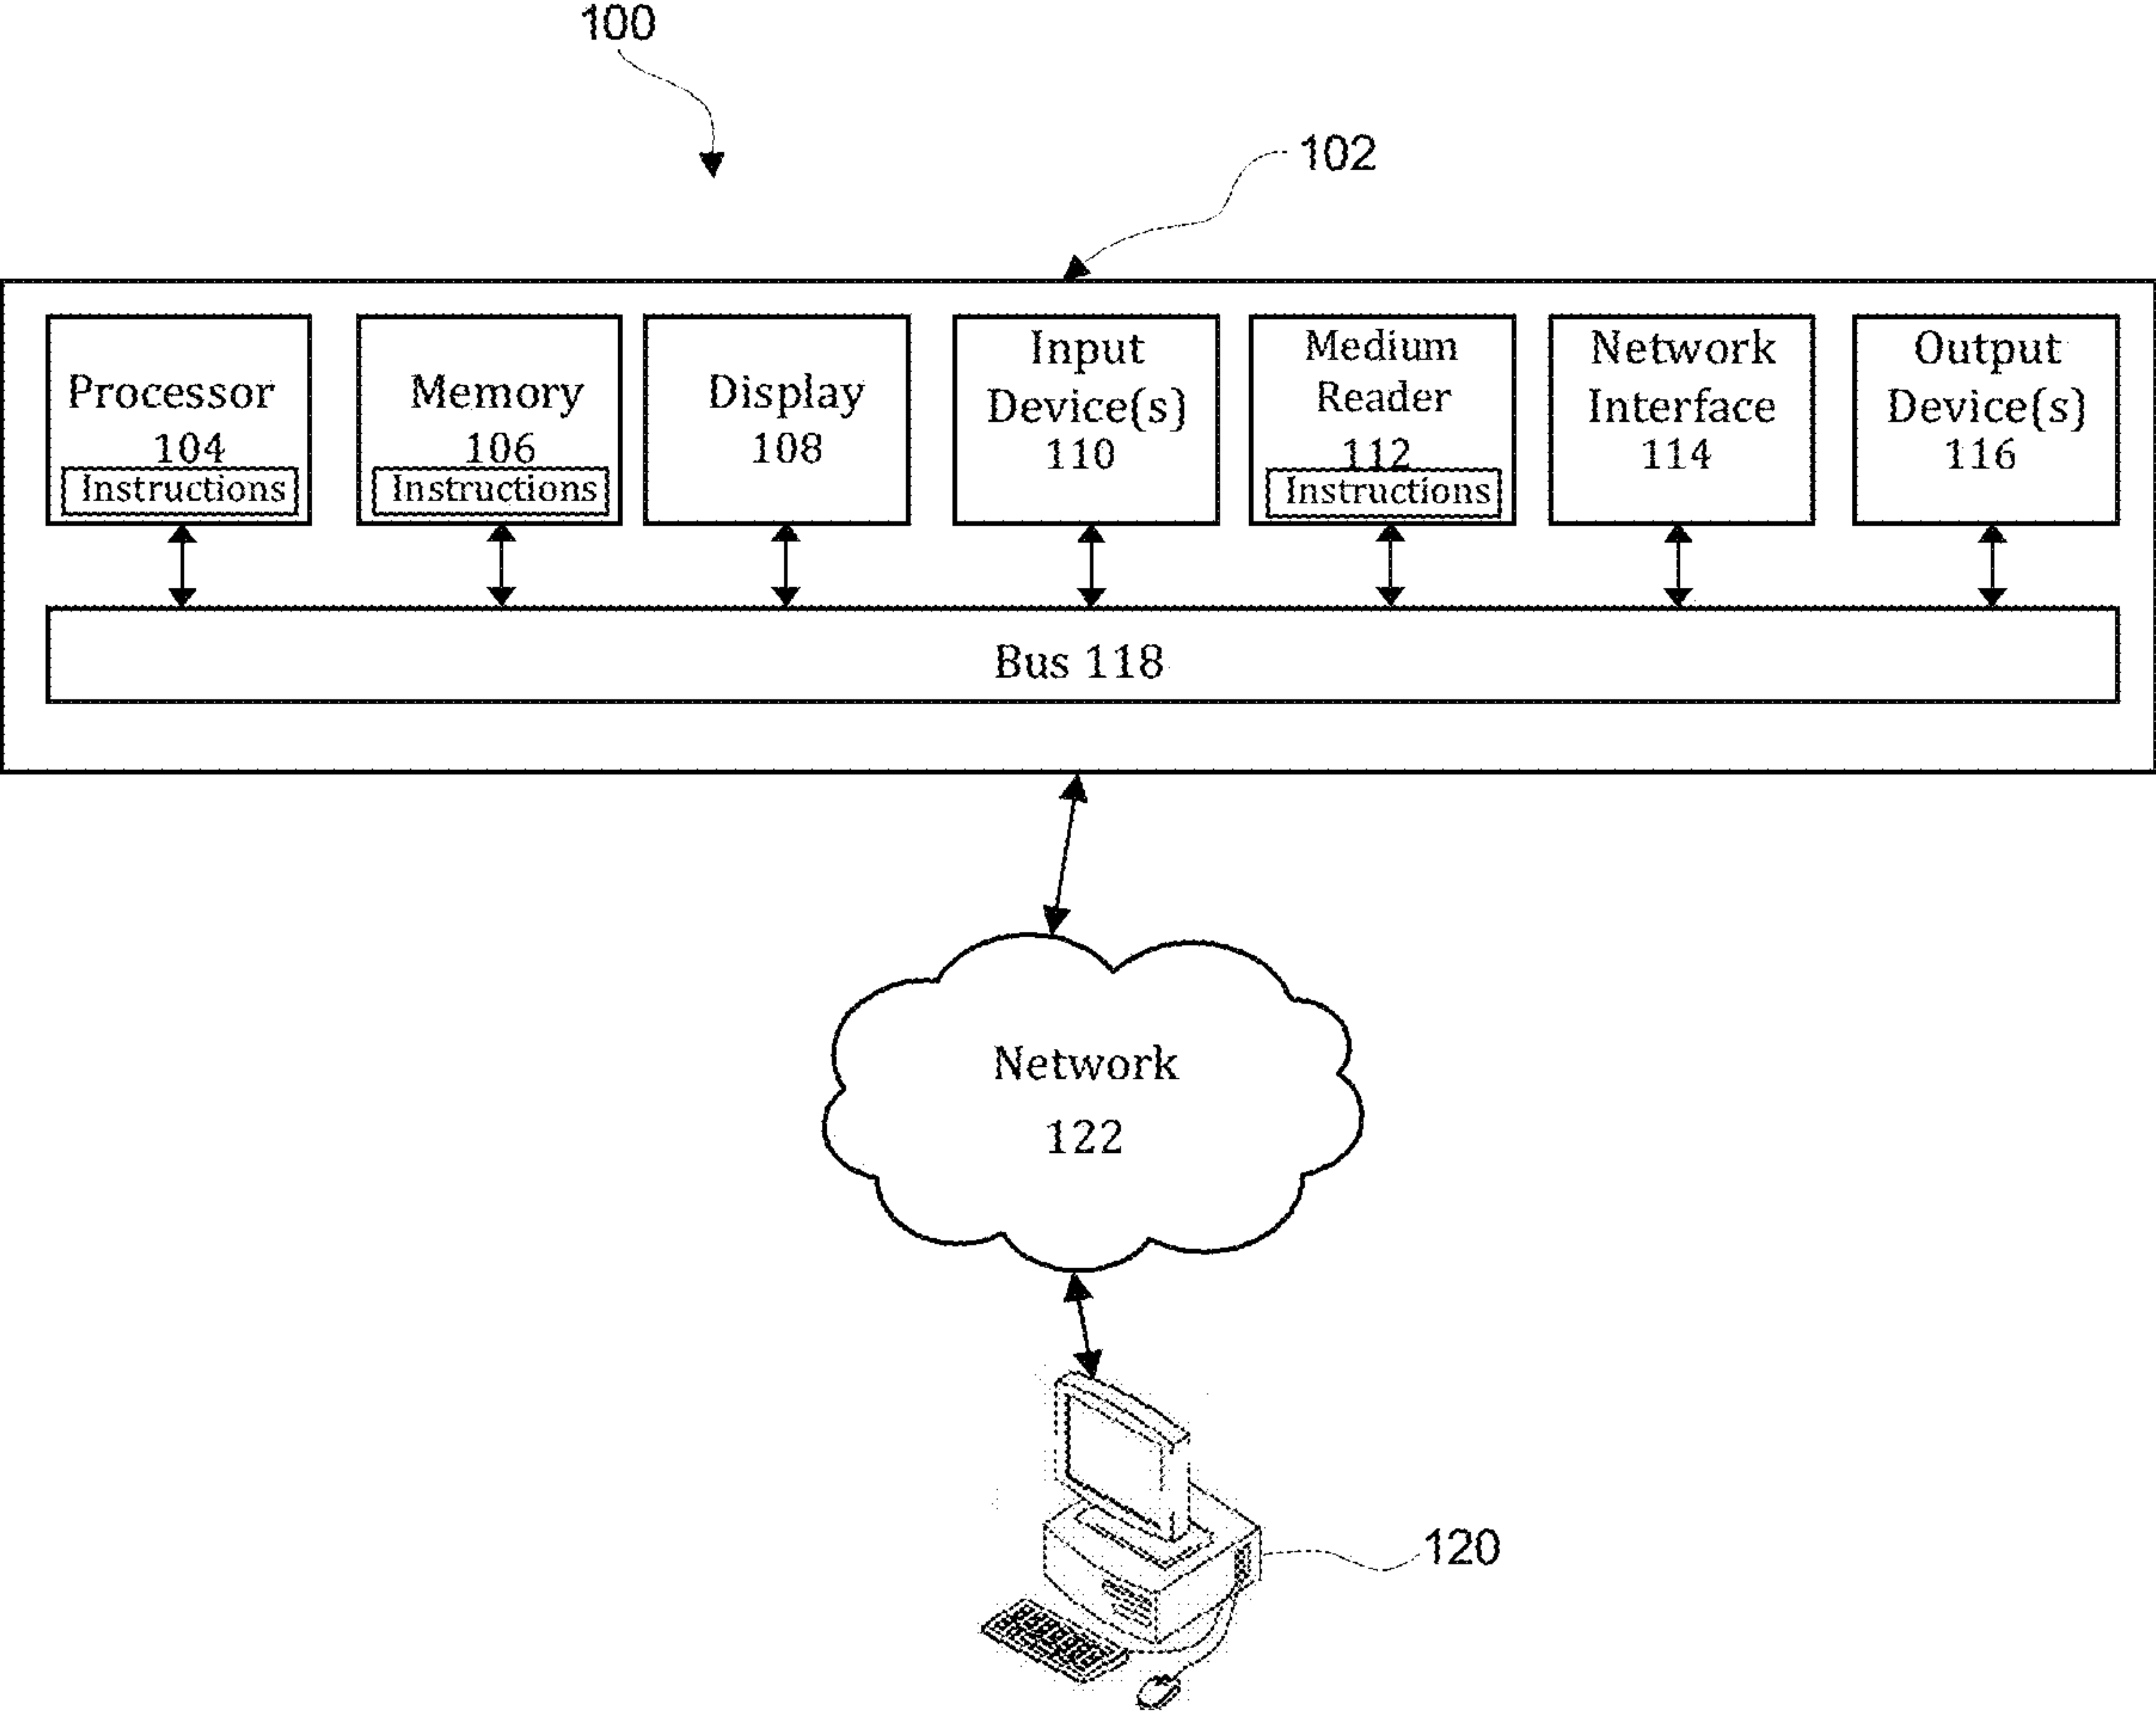 100
102
Processor
104
Instructions
Memory
106
Instructions
Display
108
Input
Device(s)
110
Medium
Reader
112
Instructions
Network
Interface
114
Output
Device(s)
116
Bus 118
Network
122
120